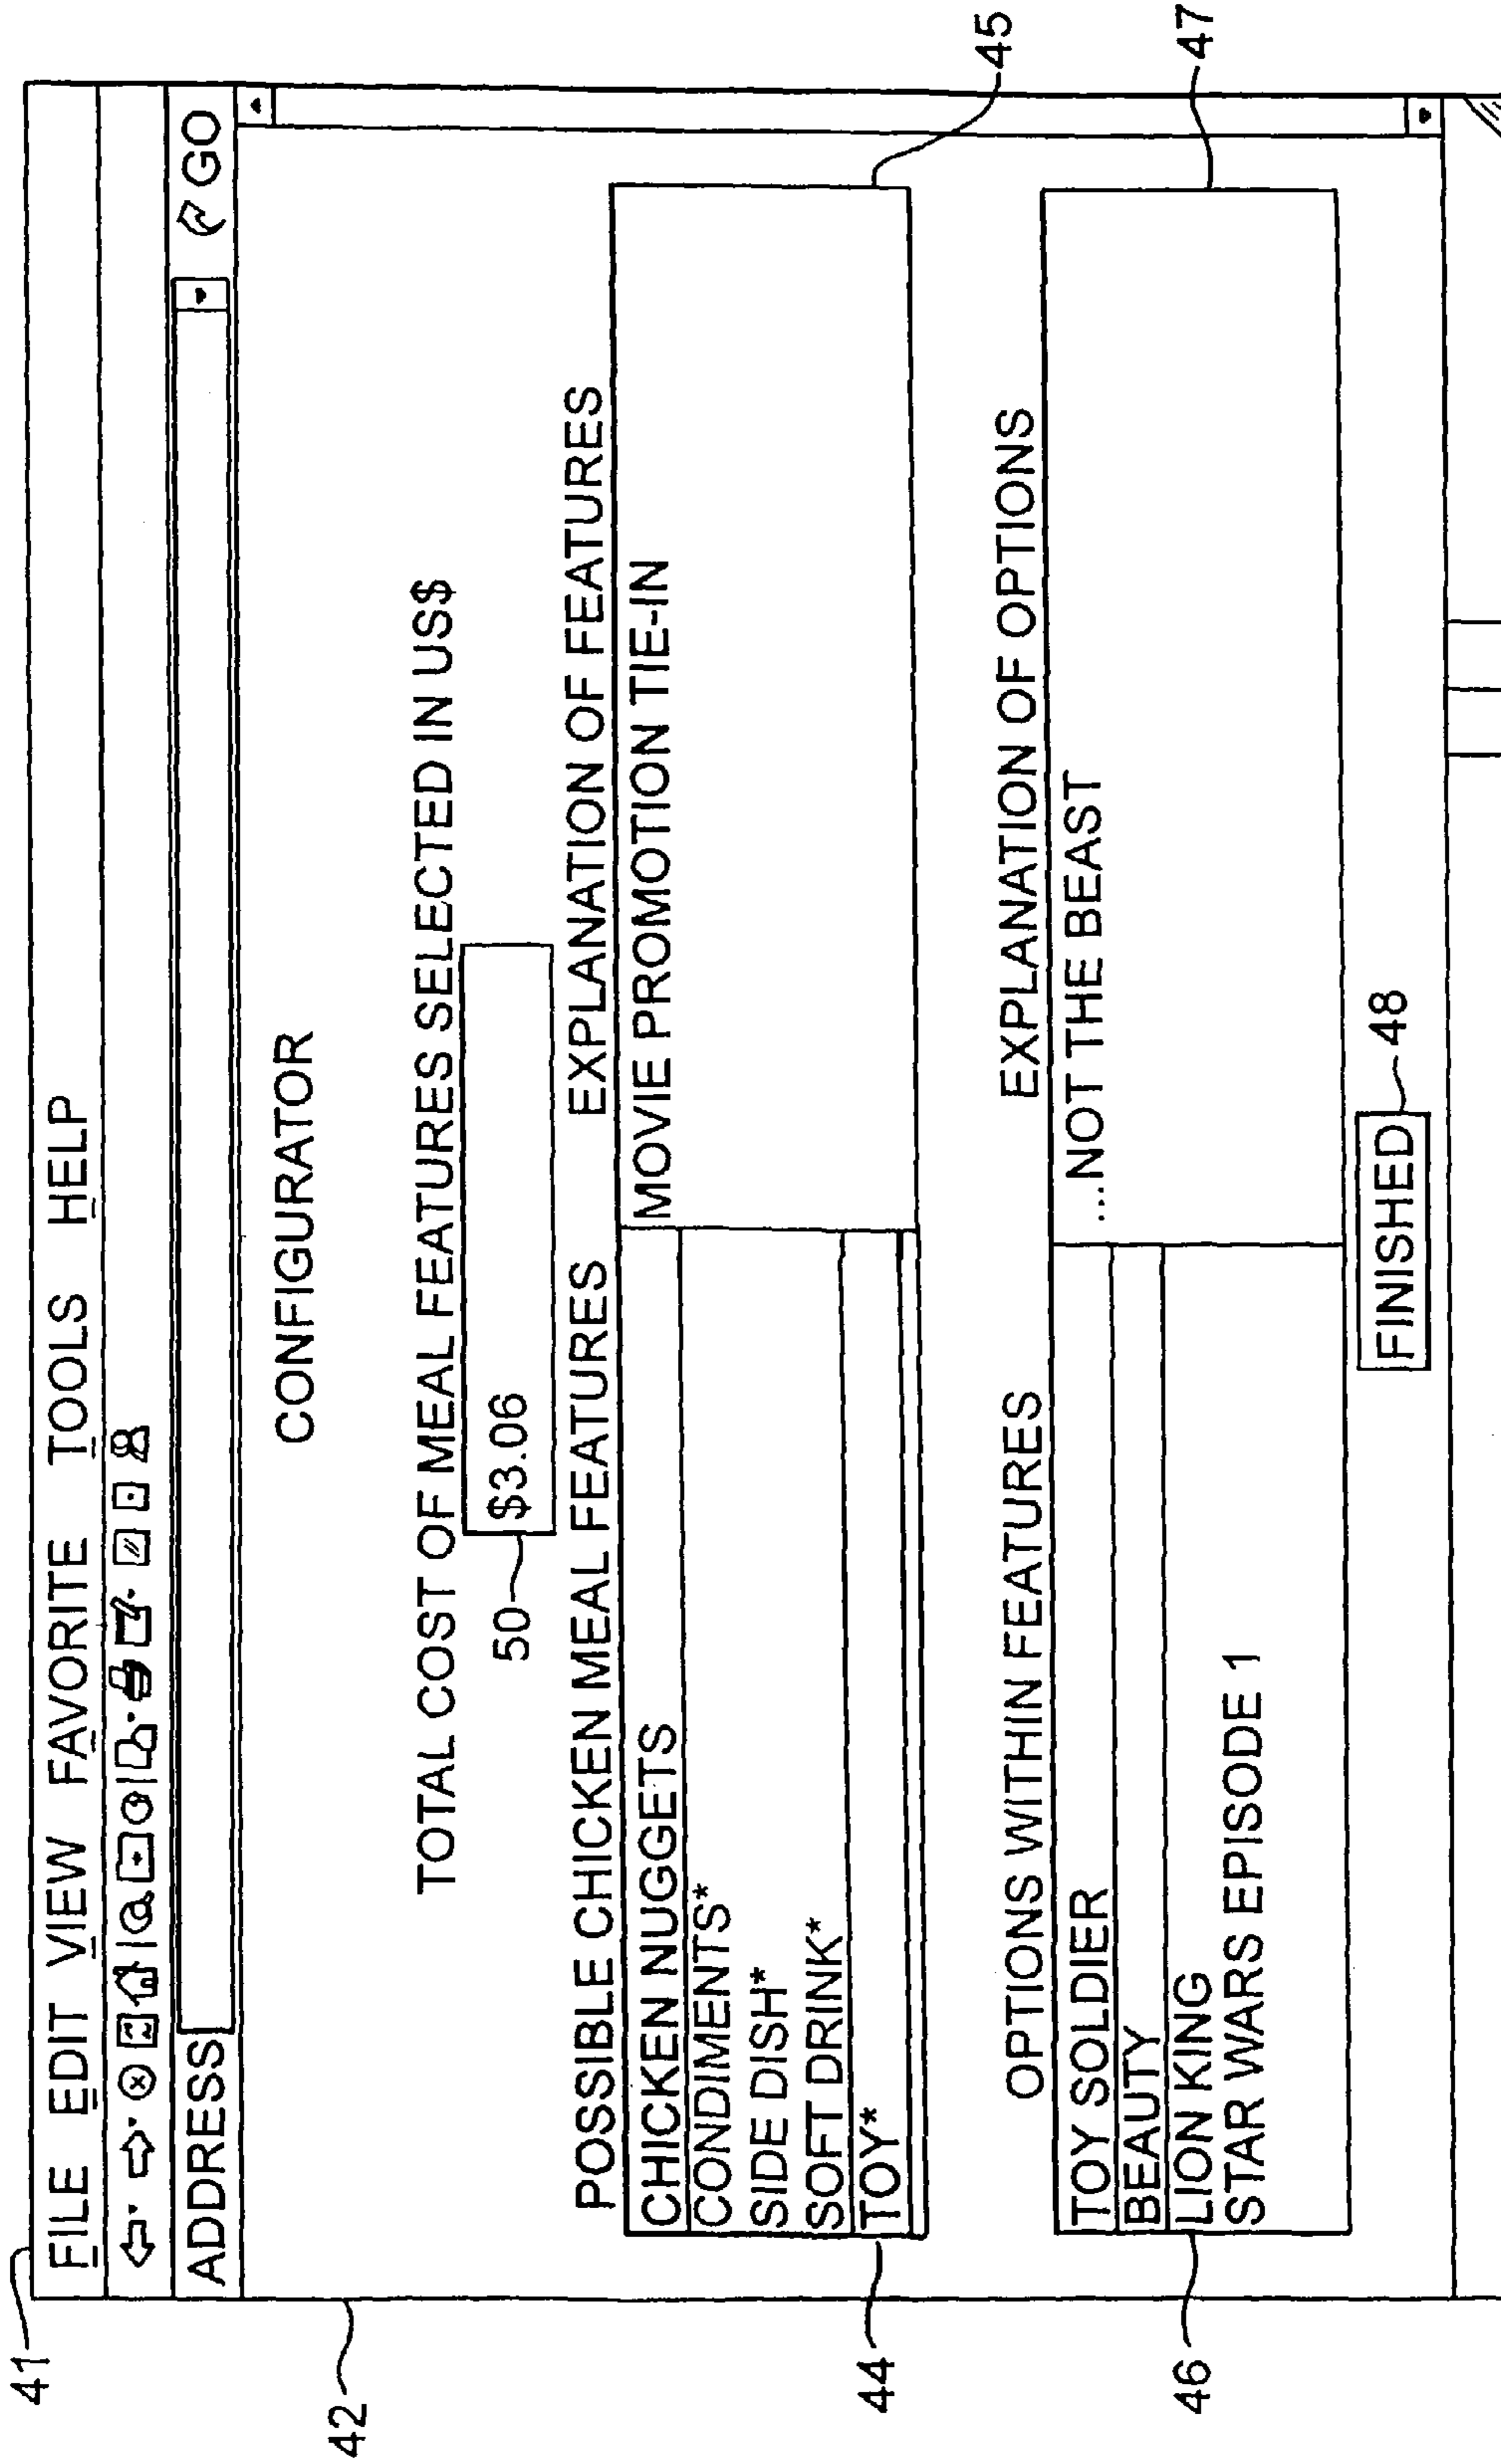 41
FILE EDIT VIEW FAVORITE TOOLS HELP
ADDRESS GO
42
CONFIGURATOR
TOTAL COST OF MEAL FEATURES SELECTED IN US$
50 $3.06
POSSIBLE CHICKEN MEAL FEATURES EXPLANATION OF FEATURES
CHICKEN NUGGETS MOVIE PROMOTION TIE-IN
CONDIMENTS*
SIDE DISH*
SOFT DRINK*
TOY*
44 45
OPTIONS WITHIN FEATURES EXPLANATION OF OPTIONS
TOY SOLDIER ...NOT THE BEAST
BEAUTY
LION KING
STAR WARS EPISODE 1
46 47
FINISHED 48